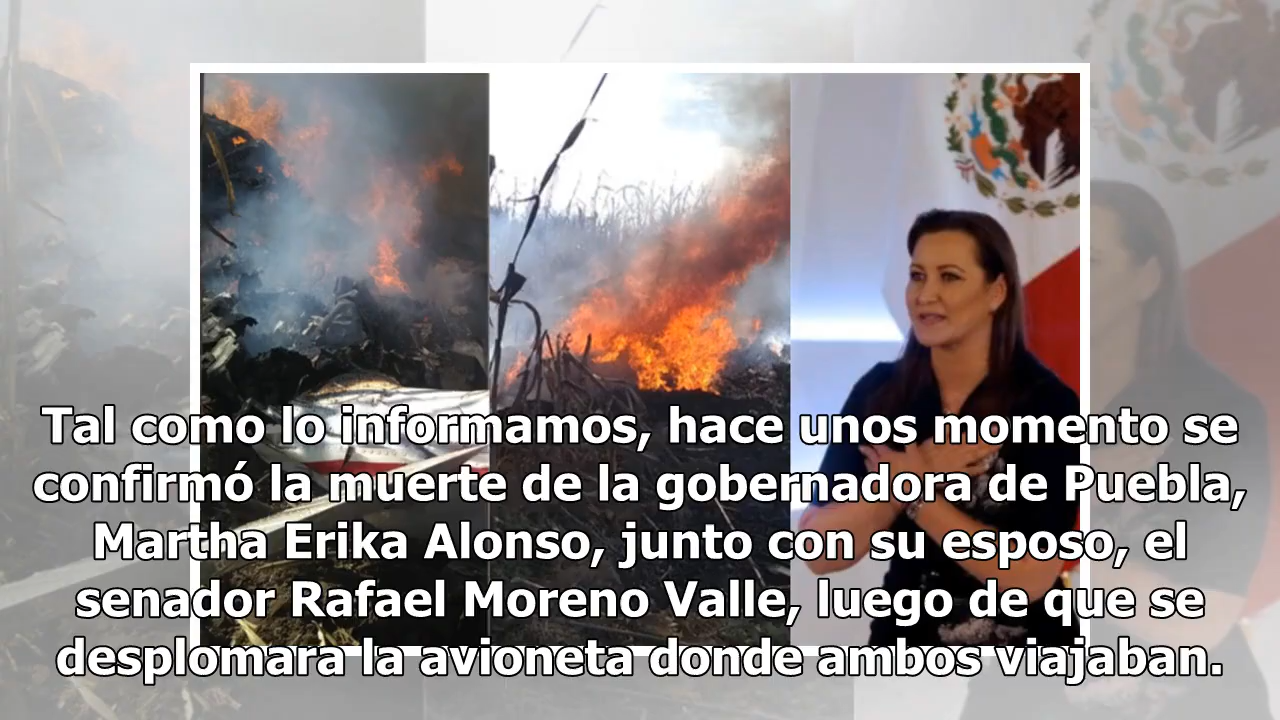 Tal como lo informamos, hace unos momento se
confirmó la muerte de la gobernadora de Puebla,
Martha Erika Alonso, junto con su esposo, el
senador Rafael Moreno Valle, luego de que se
desplomara la avioneta donde ambos viajaban.